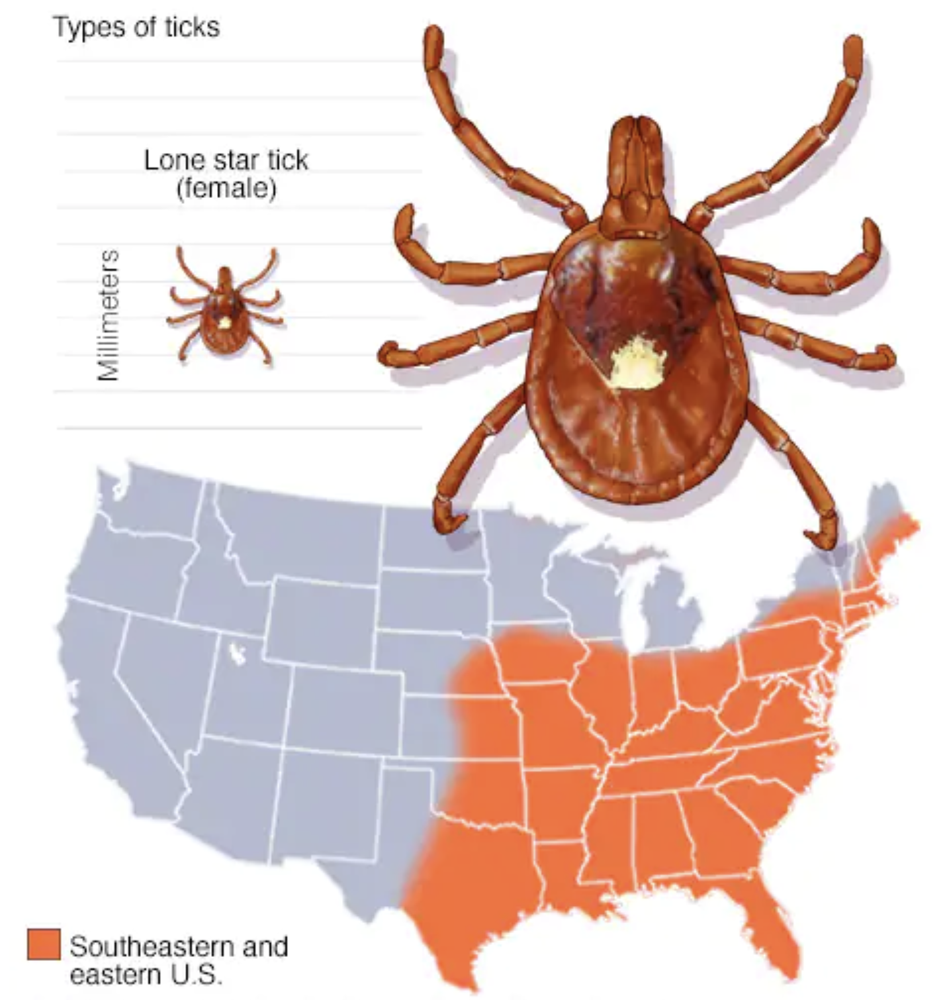 Types of ticks
Lone star tick
(female)
Millimeters
Southeastern and
eastern U.S.